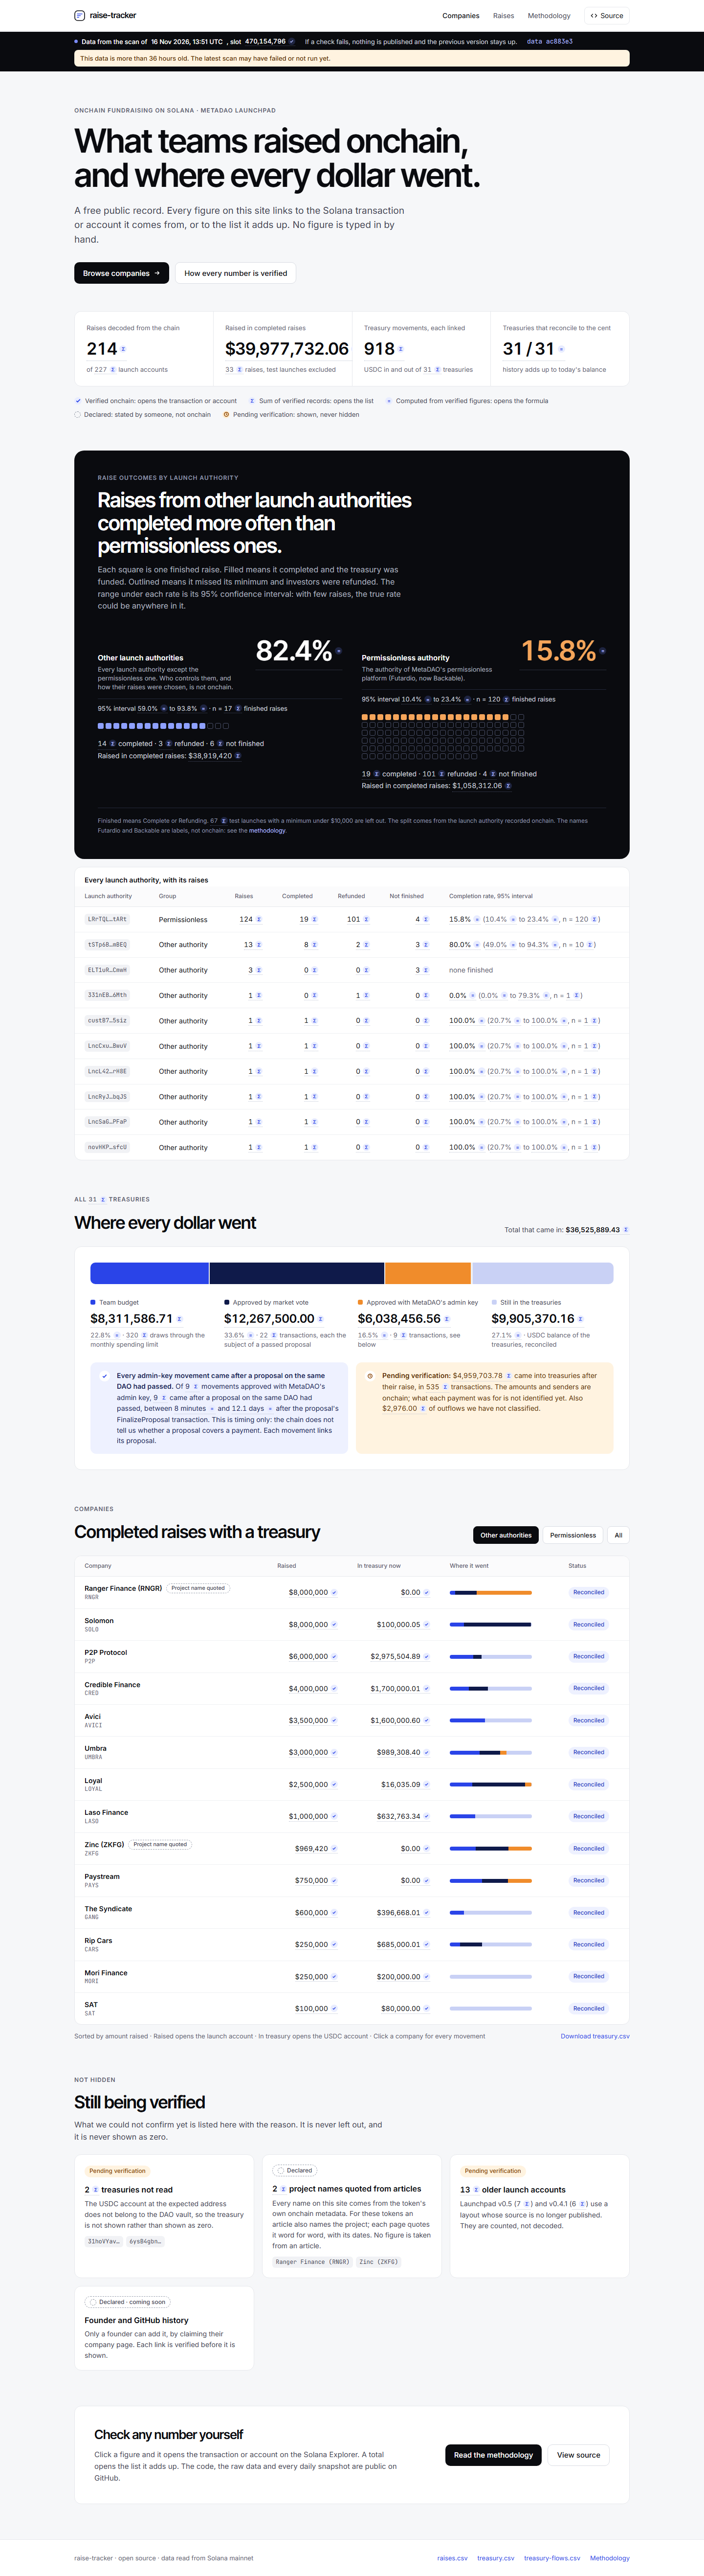 raise-tracker
Companies Raises Methodology Source
Data from the scan of 16 Nov 2026, 13:51 UTC , slot 470,154,796 If a check fails, nothing is published and the previous version stays up. data ac883e3
This data is more than 36 hours old. The latest scan may have failed or not run yet.
ONCHAIN FUNDRAISING ON SOLANA · METADAO LAUNCHPAD
What teams raised onchain,
and where every dollar went.
A free public record. Every figure on this site links to the Solana transaction
or account it comes from, or to the list it adds up. No figure is typed in by
hand.
Browse companies → How every number is verified
Raises decoded from the chain
214 Σ
of 227 Σ launch accounts
Raised in completed raises
$39,977,732.06
33 Σ raises, test launches excluded
Treasury movements, each linked
918 Σ
USDC in and out of 31 Σ treasuries
Treasuries that reconcile to the cent
31 / 31 =
history adds up to today's balance
Verified onchain: opens the transaction or account Σ Sum of verified records: opens the list = Computed from verified figures: opens the formula
Declared: stated by someone, not onchain Pending verification: shown, never hidden
RAISE OUTCOMES BY LAUNCH AUTHORITY
Raises from other launch authorities
completed more often than
permissionless ones.
Each square is one finished raise. Filled means it completed and the treasury was
funded. Outlined means it missed its minimum and investors were refunded. The
range under each rate is its 95% confidence interval: with few raises, the true rate
could be anywhere in it.
Other launch authorities
82.4% =
Every launch authority except the
permissionless one. Who controls them, and
how their raises were chosen, is not onchain.
95% interval 59.0% = to 93.8% = · n = 17 Σ finished raises
14 Σ completed · 3 Σ refunded · 6 Σ not finished
Raised in completed raises: $38,919,420 Σ
Permissionless authority
15.8% =
The authority of MetaDAO's permissionless
platform (Futardio, now Backable).
95% interval 10.4% = to 23.4% = · n = 120 Σ finished raises
19 Σ completed · 101 Σ refunded · 4 Σ not finished
Raised in completed raises: $1,058,312.06 Σ
Finished means Complete or Refunding. 67 Σ test launches with a minimum under $10,000 are left out. The split comes from the launch authority recorded onchain. The names
Futardio and Backable are labels, not onchain: see the methodology.
Every launch authority, with its raises
Launch authority Group Raises Completed Refunded Not finished Completion rate, 95% interval
LRrTQL…tARt Permissionless 124 Σ 19 Σ 101 Σ 4 Σ 15.8% = (10.4% = to 23.4% =, n = 120 Σ)
tSTp6B…mBEQ Other authority 13 Σ 8 Σ 2 Σ 3 Σ 80.0% = (49.0% = to 94.3% =, n = 10 Σ)
ELT1uR…CmwH Other authority 3 Σ 0 Σ 0 Σ 3 Σ none finished
331nEB…6Mth Other authority 1 Σ 0 Σ 1 Σ 0 Σ 0.0% = (0.0% = to 79.3% =, n = 1 Σ)
cust97…5siz Other authority 1 Σ 1 Σ 0 Σ 0 Σ 100.0% = (20.7% = to 100.0% =, n = 1 Σ)
LncCxu…BwuV Other authority 1 Σ 1 Σ 0 Σ 0 Σ 100.0% = (20.7% = to 100.0% =, n = 1 Σ)
LncL42…rH8E Other authority 1 Σ 1 Σ 0 Σ 0 Σ 100.0% = (20.7% = to 100.0% =, n = 1 Σ)
LncRyJ…bqJS Other authority 1 Σ 1 Σ 0 Σ 0 Σ 100.0% = (20.7% = to 100.0% =, n = 1 Σ)
LncSaG…PFaP Other authority 1 Σ 1 Σ 0 Σ 0 Σ 100.0% = (20.7% = to 100.0% =, n = 1 Σ)
novHKP…sfcU Other authority 1 Σ 1 Σ 0 Σ 0 Σ 100.0% = (20.7% = to 100.0% =, n = 1 Σ)
ALL 31 Σ TREASURIES
Where every dollar went
Total that came in: $36,525,889.43 Σ
Team budget
$8,311,586.71 Σ
22.8% = · 320 Σ draws through the
monthly spending limit
Approved by market vote
$12,267,500.00 Σ
33.6% = · 22 Σ transactions, each the
subject of a passed proposal
Approved with MetaDAO's admin key
$6,038,456.56 Σ
16.5% = · 9 Σ transactions, see
below
Still in the treasuries
$9,905,370.16 Σ
27.1% = · USDC balance of the
treasuries, reconciled
Every admin-key movement came after a proposal on the same
DAO had passed. Of 9 Σ movements approved with MetaDAO's
admin key, 9 Σ came after a proposal on the same DAO had
passed, between 8 minutes = and 12.1 days = after the proposal's
FinalizeProposal transaction. This is timing only: the chain does not
tell us whether a proposal covers a payment. Each movement links
its proposal.
Pending verification: $4,959,703.78 Σ came into treasuries after
their raise, in 535 Σ transactions. The amounts and senders are
onchain; what each payment was for is not identified yet. Also
$2,976.00 Σ of outflows we have not classified.
COMPANIES
Completed raises with a treasury
Other authorities Permissionless All
Company Raised In treasury now Where it went Status
Ranger Finance (RNGR) Project name quoted $8,000,000 $0.00 Reconciled
RNGR
Solomon $8,000,000 $100,000.05 Reconciled
SOLO
P2P Protocol $6,000,000 $2,975,504.89 Reconciled
P2P
Credible Finance $4,000,000 $1,700,000.01 Reconciled
CRED
Avici $3,500,000 $1,600,000.60 Reconciled
AVICI
Umbra $3,000,000 $989,308.40 Reconciled
UMBRA
Loyal $2,500,000 $16,035.09 Reconciled
LOYAL
Laso Finance $1,000,000 $632,763.34 Reconciled
LASO
Zinc (ZKFG) Project name quoted $969,420 $0.00 Reconciled
ZKFG
Paystream $750,000 $0.00 Reconciled
PAYS
The Syndicate $600,000 $396,668.01 Reconciled
GANG
Rip Cars $250,000 $685,000.01 Reconciled
CARS
Mori Finance $250,000 $200,000.00 Reconciled
MORI
SAT $100,000 $80,000.00 Reconciled
SAT
Sorted by amount raised · Raised opens the launch account · In treasury opens the USDC account · Click a company for every movement Download treasury.csv
NOT HIDDEN
Still being verified
What we could not confirm yet is listed here with the reason. It is never left out, and
it is never shown as zero.
Pending verification
2 Σ treasuries not read
The USDC account at the expected address
does not belong to the DAO vault, so the treasury
is not shown rather than shown as zero.
31hoVYav… 6ysB4gbn…
Declared
2 Σ project names quoted from articles
Every name on this site comes from the token's
own onchain metadata. For these tokens an
article also names the project; each page quotes
it word for word, with its dates. No figure is taken
from an article.
Ranger Finance (RNGR) Zinc (ZKFG)
Pending verification
13 Σ older launch accounts
Launchpad v0.5 (7 Σ) and v0.4.1 (6 Σ) use a
layout whose source is no longer published.
They are counted, not decoded.
Declared · coming soon
Founder and GitHub history
Only a founder can add it, by claiming their
company page. Each link is verified before it is
shown.
Check any number yourself
Click a figure and it opens the transaction or account on the Solana Explorer. A total
opens the list it adds up. The code, the raw data and every daily snapshot are public on
GitHub.
Read the methodology View source
raise-tracker · open source · data read from Solana mainnet raises.csv treasury.csv treasury-flows.csv Methodology